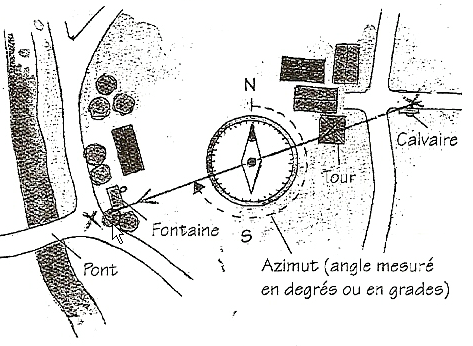 N
Calvaire
Tour
Fontaine
S
Pont
Azimut (angle mesuré
en degrés ou en grades)